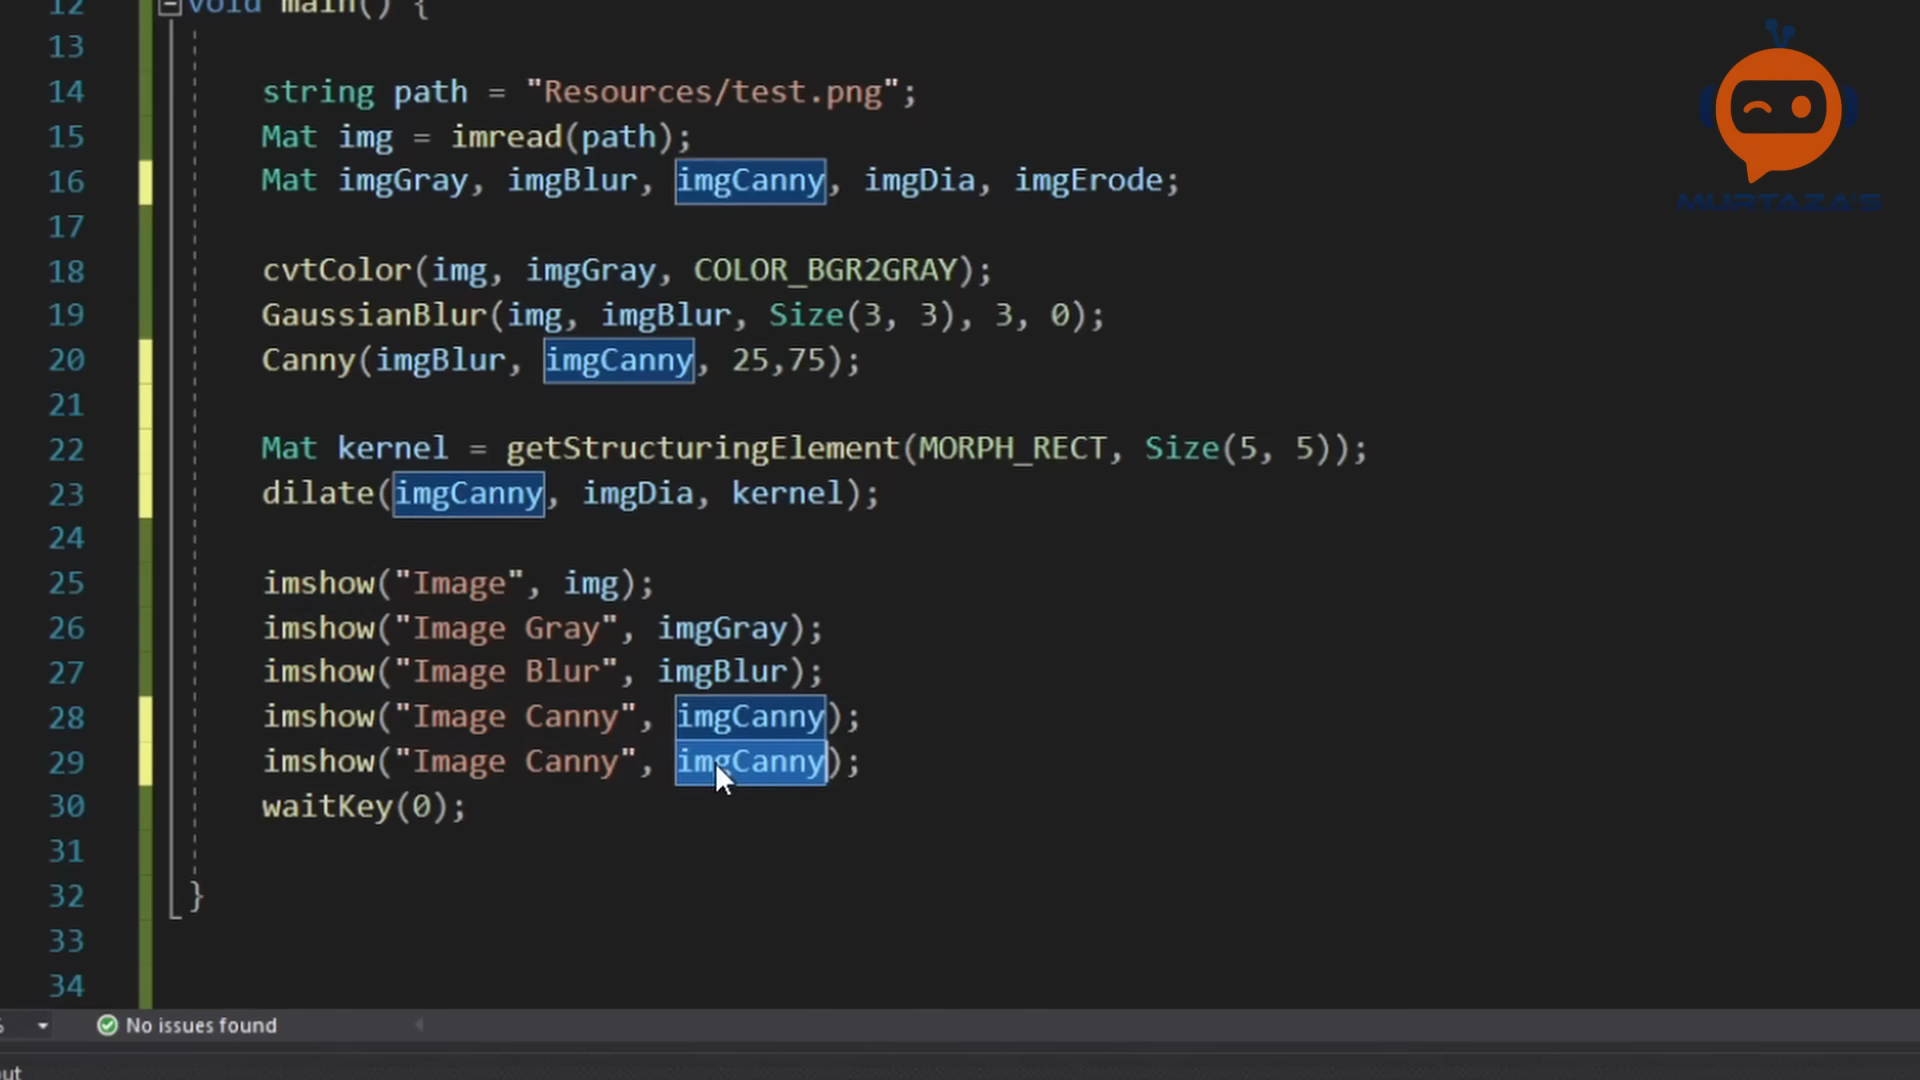 12 void main() {
13
14 string path = "Resources/test.png";
15 Mat img = imread(path);
16 Mat imgGray, imgBlur, imgCanny, imgDia, imgErode;
17
18 cvtColor(img, imgGray, COLOR_BGR2GRAY);
19 GaussianBlur(img, imgBlur, Size(3, 3), 3, 0);
20 Canny(imgBlur, imgCanny, 25,75);
21
22 Mat kernel = getStructuringElement(MORPH_RECT, Size(5, 5));
23 dilate(imgCanny, imgDia, kernel);
24
25 imshow("Image", img);
26 imshow("Image Gray", imgGray);
27 imshow("Image Blur", imgBlur);
28 imshow("Image Canny", imgCanny);
29 imshow("Image Canny", imgCanny);
30 waitKey(0);
31
32 }
33
34
No issues found
MURTAZA'S